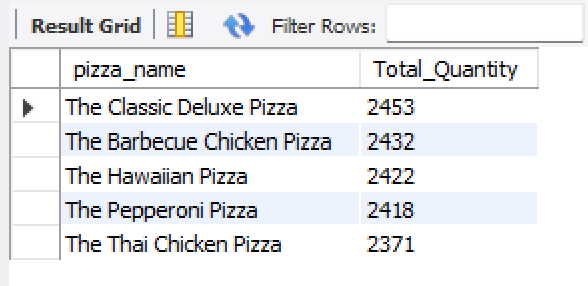 Result Grid Filter Rows:
pizza_name Total_Quantity
The Classic Deluxe Pizza 2453
The Barbecue Chicken Pizza 2432
The Hawaiian Pizza 2422
The Pepperoni Pizza 2418
The Thai Chicken Pizza 2371